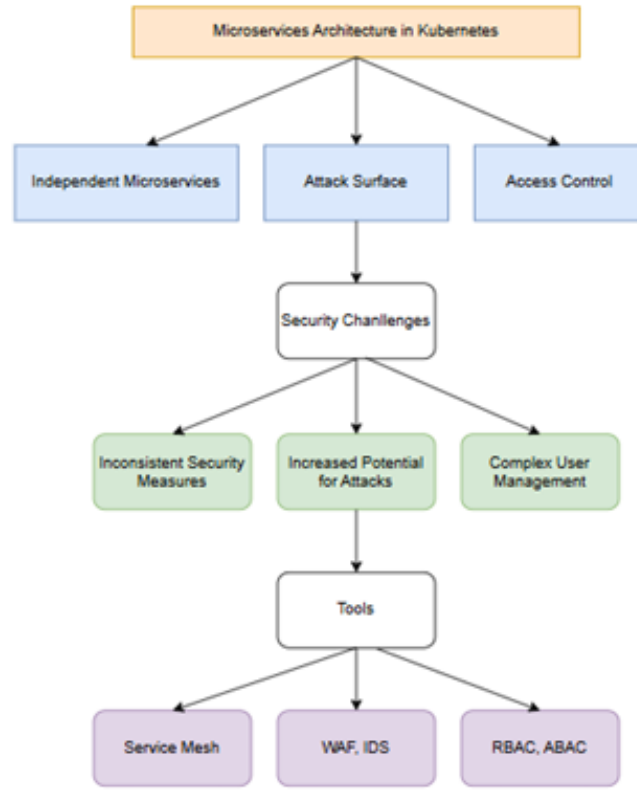 Microservices Architecture in Kubernetes
Independent Microservices
Attack Surface
Access Control
Security Chanllenges
Inconsistent Security
Measures
Increased Potential
for Attacks
Complex User
Management
Tools
Service Mesh
WAF, IDS
RBAC, ABAC